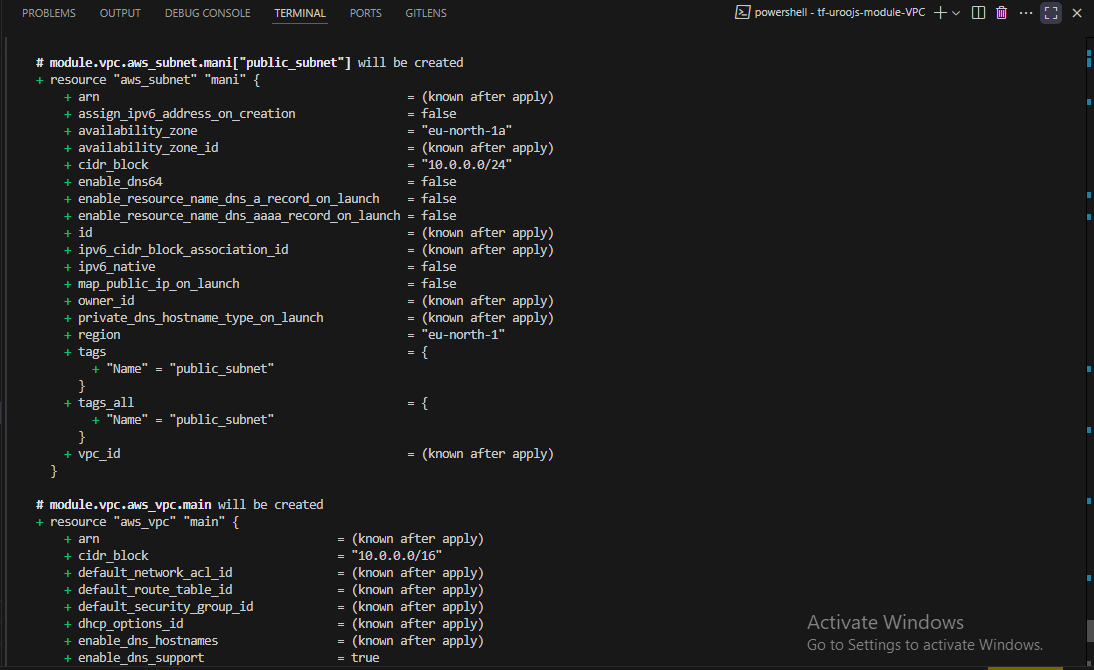 PROBLEMS OUTPUT DEBUG CONSOLE TERMINAL PORTS GITLENS powershell - tf-uroojs-module-VPC
# module.vpc.aws_subnet.mani["public_subnet"] will be created
+ resource "aws_subnet" "mani" {
+ arn = (known after apply)
+ assign_ipv6_address_on_creation = false
+ availability_zone = "eu-north-1a"
+ availability_zone_id = (known after apply)
+ cidr_block = "10.0.0.0/24"
+ enable_dns64 = false
+ enable_resource_name_dns_a_record_on_launch = false
+ enable_resource_name_dns_aaaa_record_on_launch = false
+ id = (known after apply)
+ ipv6_cidr_block_association_id = (known after apply)
+ ipv6_native = false
+ map_public_ip_on_launch = false
+ owner_id = (known after apply)
+ private_dns_hostname_type_on_launch = (known after apply)
+ region = "eu-north-1"
+ tags = {
+ "Name" = "public_subnet"
}
+ tags_all = {
+ "Name" = "public_subnet"
}
+ vpc_id = (known after apply)
}
# module.vpc.aws_vpc.main will be created
+ resource "aws_vpc" "main" {
+ arn = (known after apply)
+ cidr_block = "10.0.0.0/16"
+ default_network_acl_id = (known after apply)
+ default_route_table_id = (known after apply)
+ default_security_group_id = (known after apply)
+ dhcp_options_id = (known after apply)
+ enable_dns_hostnames = (known after apply)
+ enable_dns_support = true
Activate Windows
Go to Settings to activate Windows.